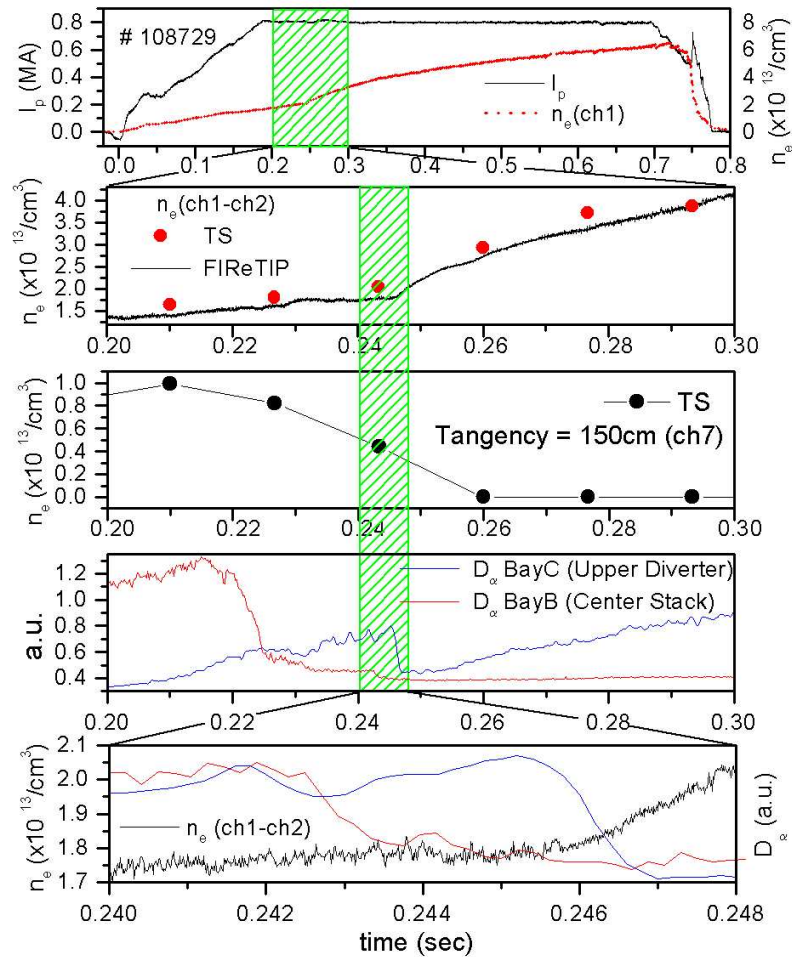 # 108729
I_p (MA)
0.8
0.6
0.4
0.2
0.0
I_p
n_e(ch1)
8
6
4
2
0
n_e (x10^13/cm^3)
0.0 0.1 0.2 0.3 0.4 0.5 0.6 0.7 0.8
n_e (x10^13/cm^3)
4.0
3.5
3.0
2.5
2.0
1.5
n_e(ch1-ch2)
TS
FIReTIP
0.20 0.22 0.24 0.26 0.28 0.30
n_e (x10^13/cm^3)
1.0
0.8
0.6
0.4
0.2
0.0
TS
Tangency = 150cm (ch7)
0.20 0.22 0.24 0.26 0.28 0.30
a.u.
1.2
1.0
0.8
0.6
0.4
D_α BayC (Upper Diverter)
D_α BayB (Center Stack)
0.20 0.22 0.24 0.26 0.28 0.30
n_e (x10^13/cm^3)
2.1
2.0
1.9
1.8
1.7
n_e (ch1-ch2)
D_α (a.u.)
0.240 0.242 0.244 0.246 0.248
time (sec)